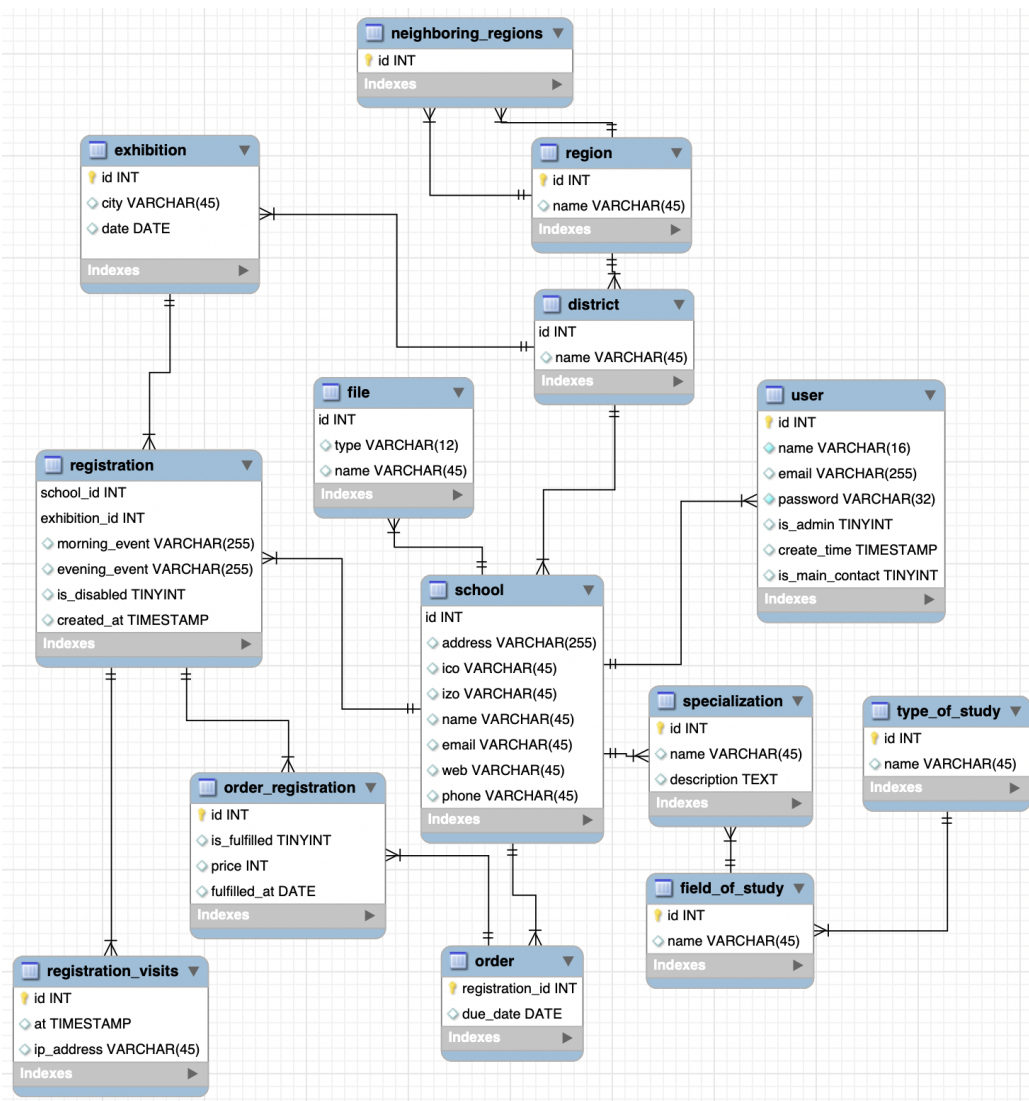 neighboring_regions
id INT
Indexes
exhibition
id INT
city VARCHAR(45)
date DATE
Indexes
region
id INT
name VARCHAR(45)
Indexes
district
id INT
name VARCHAR(45)
Indexes
file
id INT
type VARCHAR(12)
name VARCHAR(45)
Indexes
user
id INT
name VARCHAR(16)
email VARCHAR(255)
password VARCHAR(32)
is_admin TINYINT
create_time TIMESTAMP
is_main_contact TINYINT
Indexes
registration
school_id INT
exhibition_id INT
morning_event VARCHAR(255)
evening_event VARCHAR(255)
is_disabled TINYINT
created_at TIMESTAMP
Indexes
school
id INT
address VARCHAR(255)
ico VARCHAR(45)
izo VARCHAR(45)
name VARCHAR(45)
email VARCHAR(45)
web VARCHAR(45)
phone VARCHAR(45)
Indexes
specialization
id INT
name VARCHAR(45)
description TEXT
Indexes
type_of_study
id INT
name VARCHAR(45)
Indexes
order_registration
id INT
is_fulfilled TINYINT
price INT
fulfilled_at DATE
Indexes
field_of_study
id INT
name VARCHAR(45)
Indexes
registration_visits
id INT
at TIMESTAMP
ip_address VARCHAR(45)
Indexes
order
registration_id INT
due_date DATE
Indexes